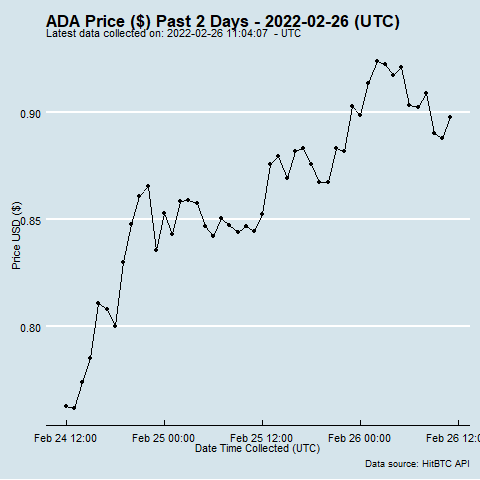 ADA Price ($) Past 2 Days - 2022-02-26 (UTC)
Latest data collected on: 2022-02-26 11:04:07 - UTC
0.90
0.85
0.80
Price USD ($)
Feb 24 12:00 Feb 25 00:00 Feb 25 12:00 Feb 26 00:00 Feb 26 12:0
Date Time Collected (UTC)
Data source: HitBTC API